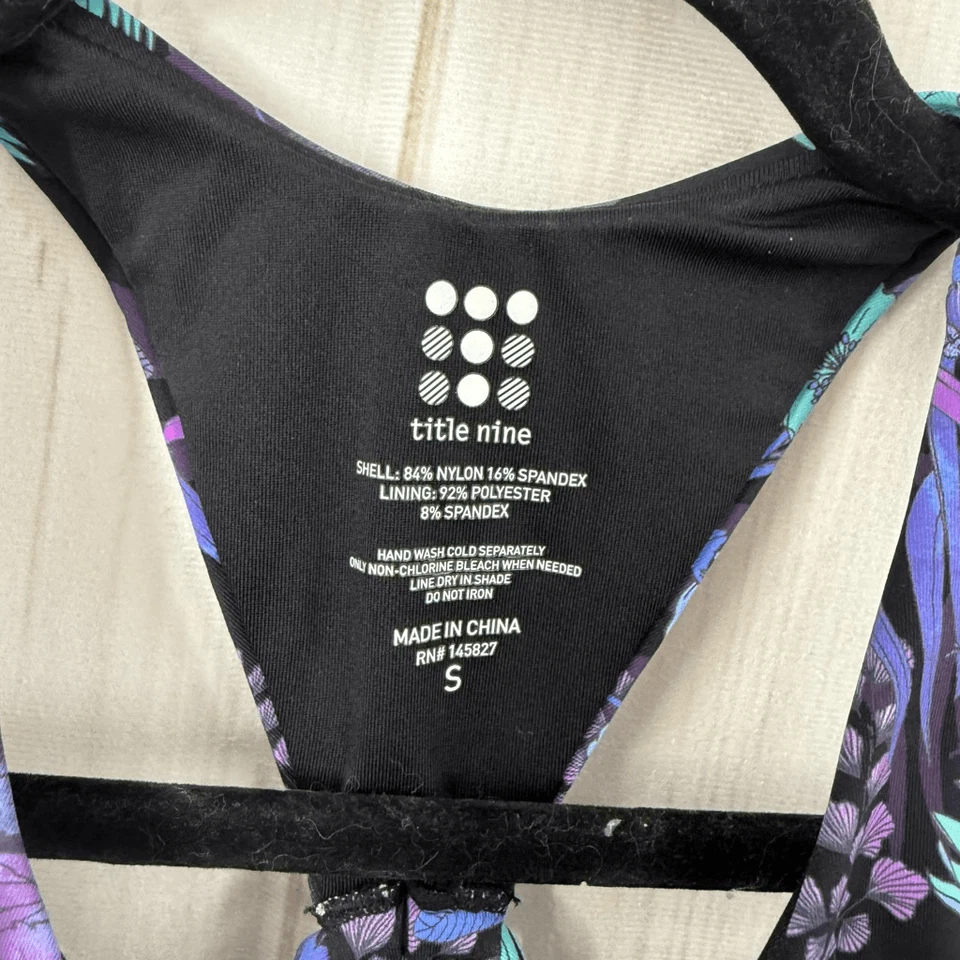 title nine
SHELL: 84% NYLON 16% SPANDEX
LINING: 92% POLYESTER
8% SPANDEX
HAND WASH COLD SEPARATELY
ONLY NON-CHLORINE BLEACH WHEN NEEDED
LINE DRY IN SHADE
DO NOT IRON
MADE IN CHINA
RN# 145827
S